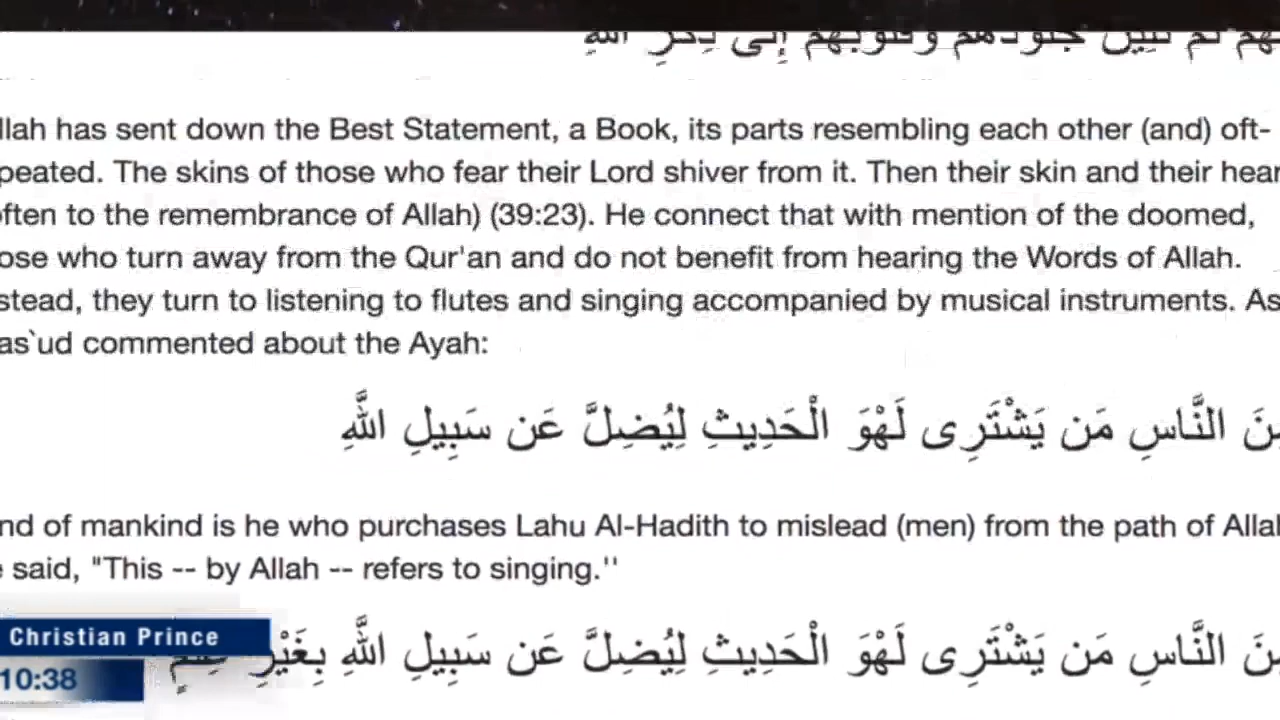 إِلَى ذِكْرِ اللَّهِ
llah has sent down the Best Statement, a Book, its parts resembling each other (and) oft-
peated. The skins of those who fear their Lord shiver from it. Then their skin and their hear
ften to the remembrance of Allah) (39:23). He connect that with mention of the doomed,
ose who turn away from the Qur'an and do not benefit from hearing the Words of Allah.
stead, they turn to listening to flutes and singing accompanied by musical instruments. As
as`ud commented about the Ayah:
نَ النَّاسِ مَن يَشْتَرِى لَهْوَ الْحَدِيثِ لِيُضِلَّ عَن سَبِيلِ اللَّهِ
nd of mankind is he who purchases Lahu Al-Hadith to mislead (men) from the path of Alla
e said, "This -- by Allah -- refers to singing.''
نَ النَّاسِ مَن يَشْتَرِى لَهْوَ الْحَدِيثِ لِيُضِلَّ عَن سَبِيلِ اللَّهِ بِغَيْرِ
Christian Prince
10:38